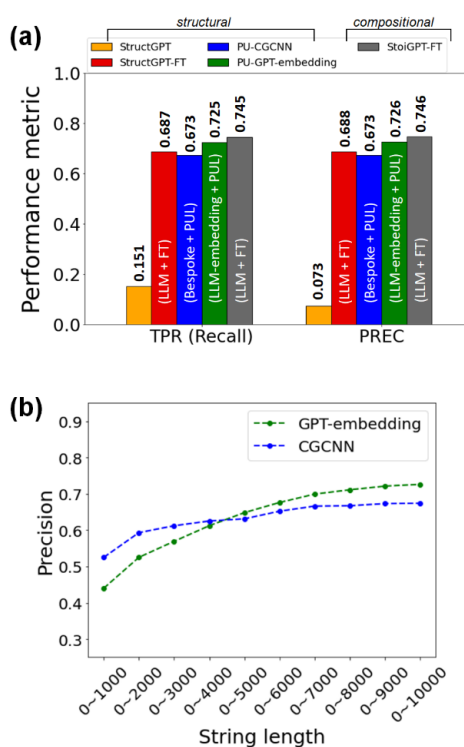 structural
compositional
(a)
StructGPT
PU-CGCNN
StoiGPT-FT
StructGPT-FT
PU-GPT-embedding
Performance metric
1.0
0.8
0.6
0.4
0.2
0.0
0.151
0.687
0.673
0.725
0.745
0.073
0.688
0.673
0.726
0.746
(LLM + FT)
(Bespoke + PUL)
(LLM-embedding + PUL)
(LLM + FT)
(LLM + FT)
(Bespoke + PUL)
(LLM-embedding + PUL)
(LLM + FT)
TPR (Recall)
PREC
(b)
GPT-embedding
CGCNN
Precision
0.9
0.8
0.7
0.6
0.5
0.4
0.3
0~1000
0~2000
0~3000
0~4000
0~5000
0~6000
0~7000
0~8000
0~9000
0~10000
String length